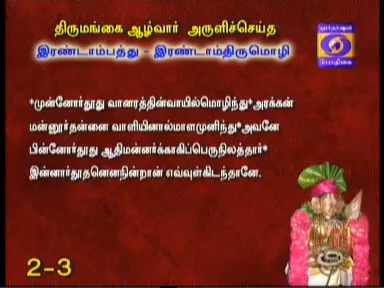 திருமங்கை ஆழ்வார் அருளிச்செய்த
இரண்டாம்பத்து - இரண்டாம்திருமொழி
*முன்னோர்தூது வானரத்தின்வாயில்மொழிந்து*அரக்கன்
மன்னூர்தன்னை வாளியினால்மாளமுனிந்து*அவனே
பின்னோர்தூது ஆதிமன்னர்க்காகிப்பெருநிலத்தார்*
இன்னார்தூதனெனநின்றான் எவ்வுள்கிடந்தானே.
2-3
பொதிகை